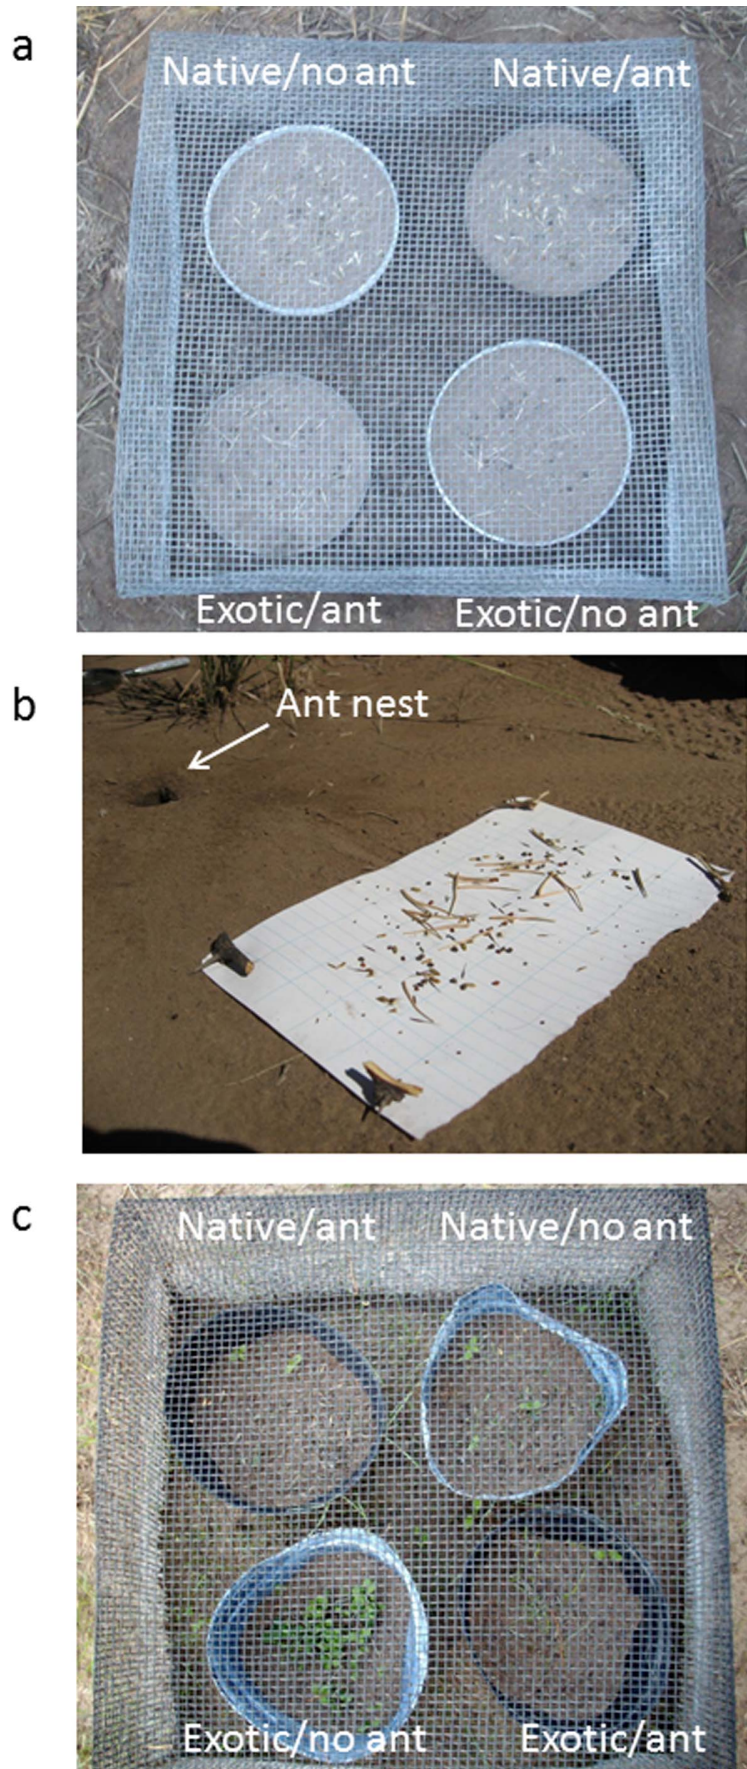 a
Native/no ant Native/ant
Exotic/ant Exotic/no ant
b
Ant nest
c
Native/ant Native/no ant
Exotic/no ant Exotic/ant